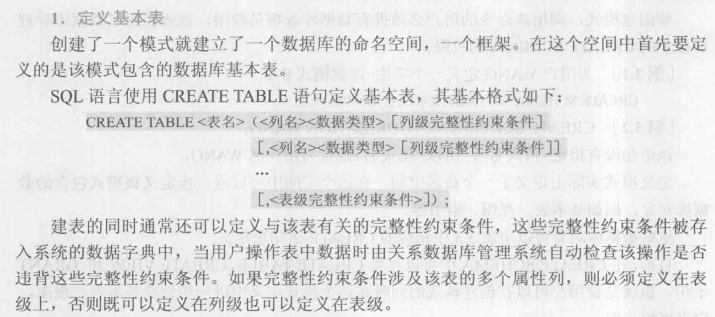 1. 定义基本表
创建了一个模式就建立了一个数据库的命名空间，一个框架。在这个空间中首先要定
义的是该模式包含的数据库基本表。
SQL 语言使用 CREATE TABLE 语句定义基本表，其基本格式如下：
CREATE TABLE <表名> (<列名><数据类型> [列级完整性约束条件]
[,<列名><数据类型> [列级完整性约束条件]]
…
[,<表级完整性约束条件>]);
建表的同时通常还可以定义与该表有关的完整性约束条件，这些完整性约束条件被存
入系统的数据字典中，当用户操作表中数据时由关系数据库管理系统自动检查该操作是否
违背这些完整性约束条件。如果完整性约束条件涉及该表的多个属性列，则必须定义在表
级上，否则既可以定义在列级也可以定义在表级。